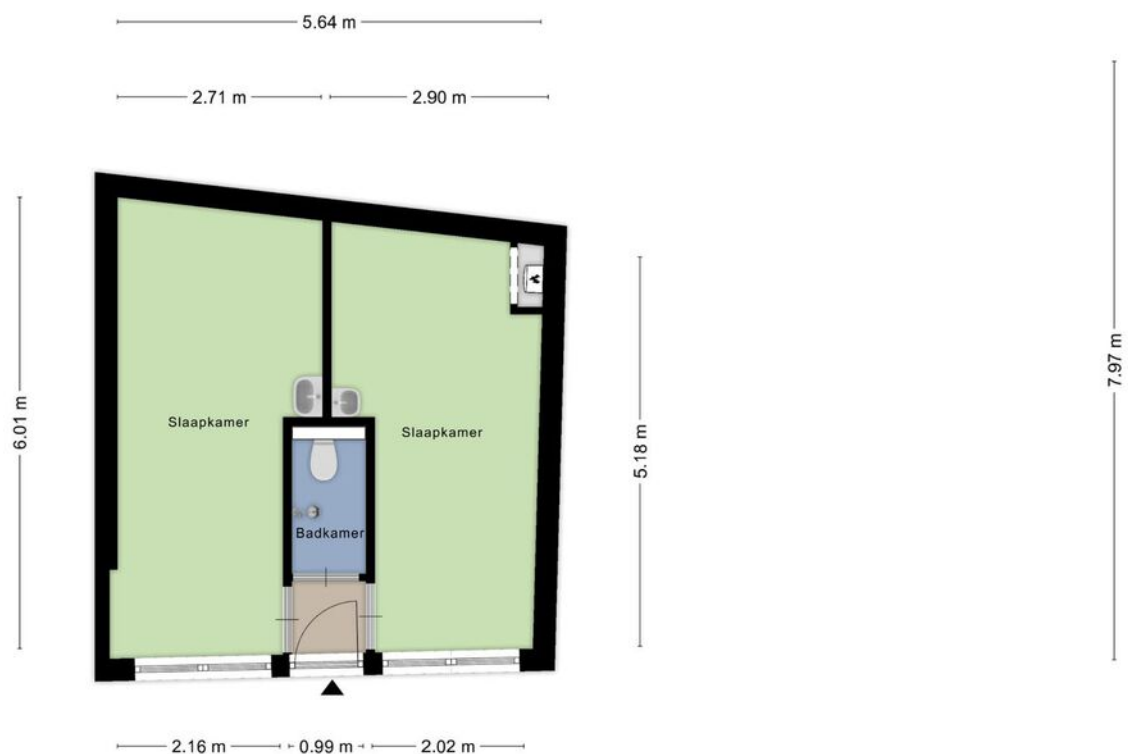 5.64 m
2.71 m
2.90 m
7.97 m
6.01 m
5.18 m
Slaapkamer
Slaapkamer
Badkamer
2.16 m
0.99 m
2.02 m